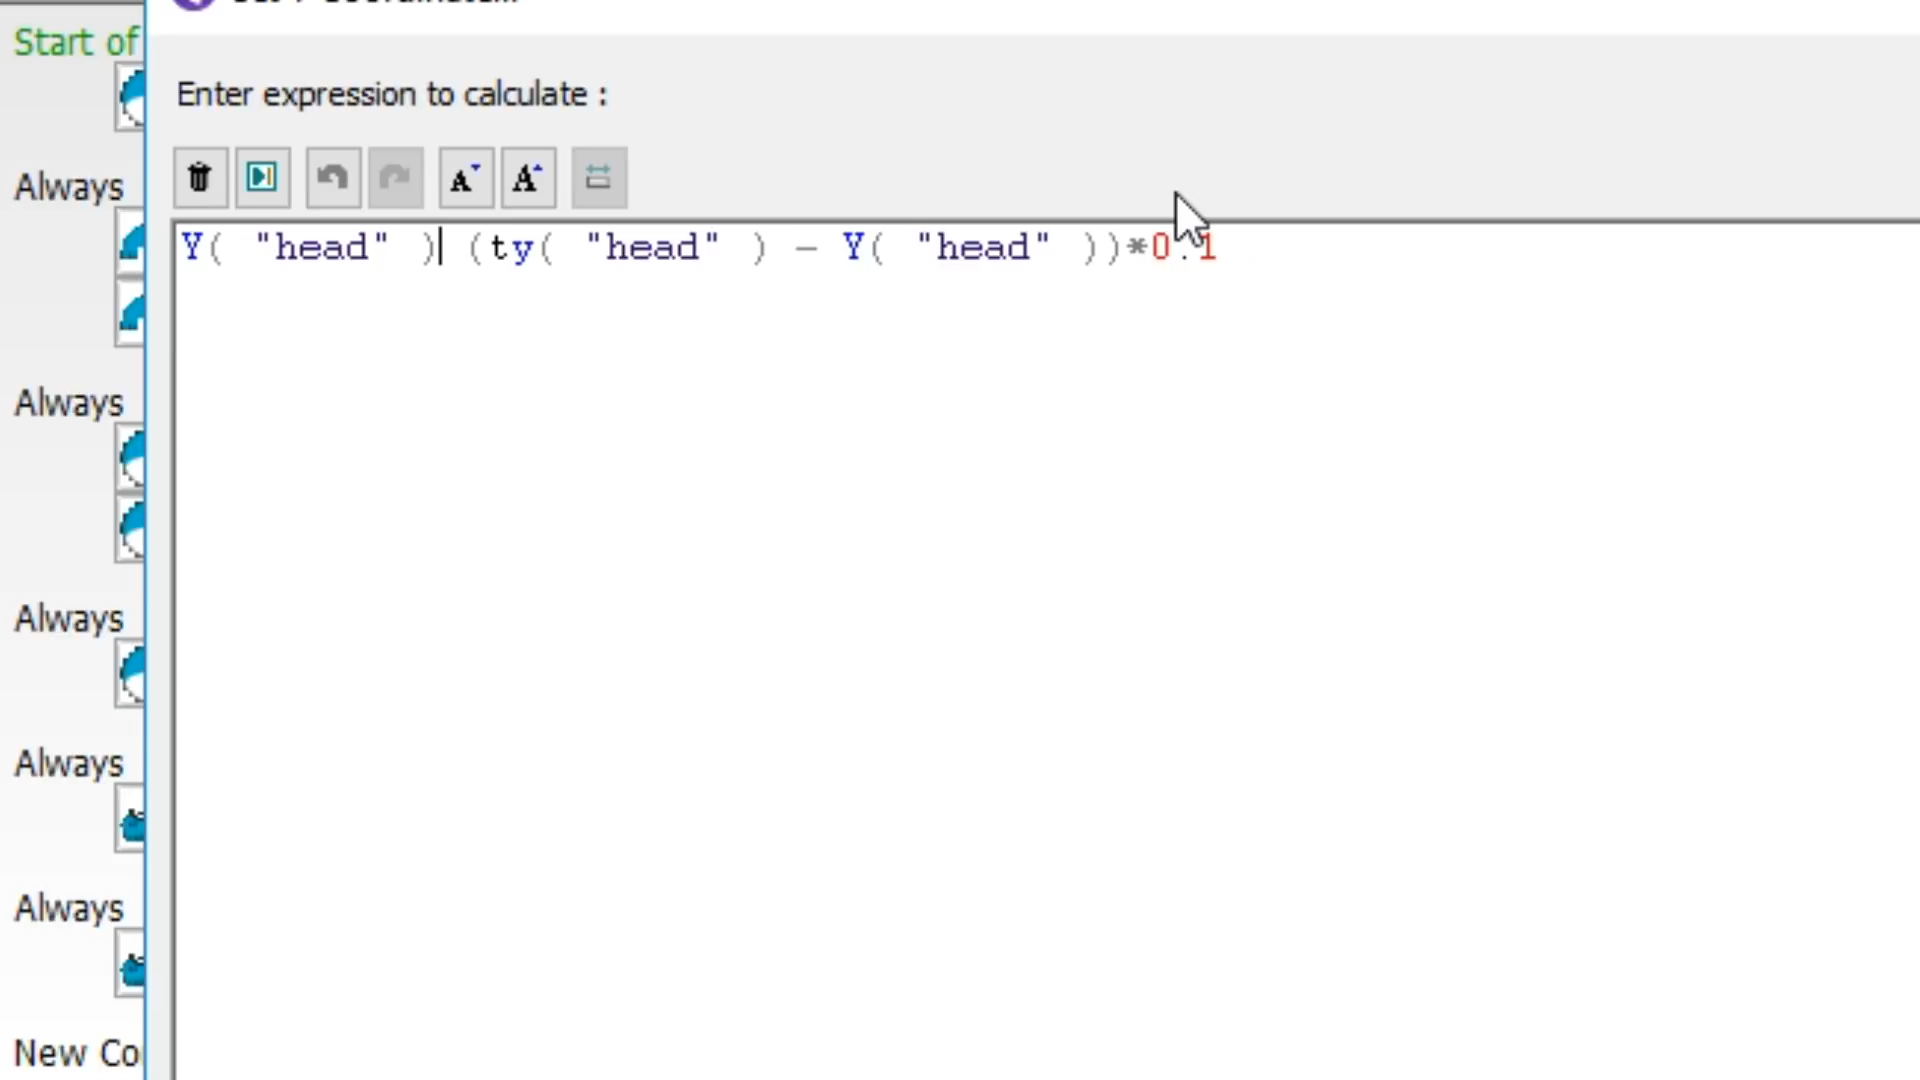 Start of
Enter expression to calculate :
Always
Y( "head" ) (ty( "head" ) - Y( "head" ))*0.1
Always
Always
Always
Always
New Co